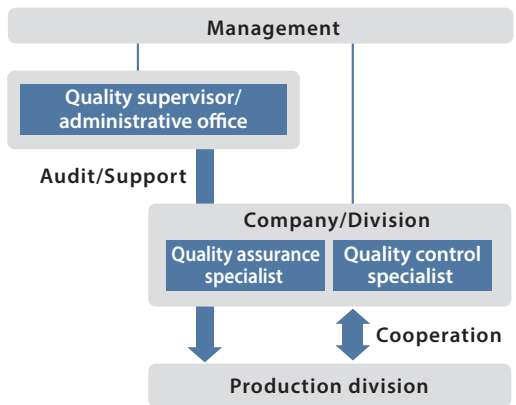 Management
Quality supervisor/
administrative office
Audit/Support
Company/Division
Quality assurance
specialist
Quality control
specialist
Cooperation
Production division